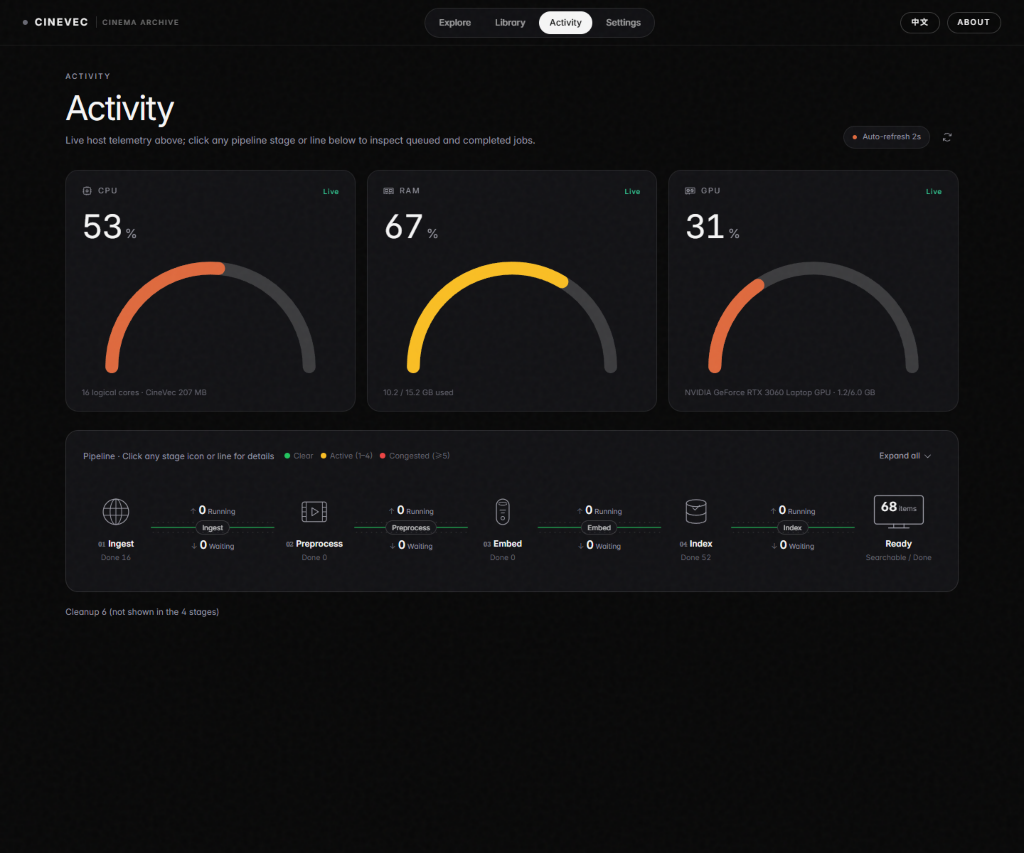 CINEVEC CINEMA ARCHIVE
Explore Library Activity Settings
中文 ABOUT
ACTIVITY
Activity
Live host telemetry above; click any pipeline stage or line below to inspect queued and completed jobs.
Auto-refresh 2s
CPU Live
53 %
16 logical cores · CineVec 207 MB
RAM Live
67 %
10.2 / 15.2 GB used
GPU Live
31 %
NVIDIA GeForce RTX 3060 Laptop GPU · 1.2/6.0 GB
Pipeline · Click any stage icon or line for details Clear Active (1–4) Congested (≥5)
Expand all
↑ 0 Running
Ingest
↓ 0 Waiting
01 Ingest
Done 16
↑ 0 Running
Preprocess
↓ 0 Waiting
02 Preprocess
Done 0
↑ 0 Running
Embed
↓ 0 Waiting
03 Embed
Done 0
↑ 0 Running
Index
↓ 0 Waiting
04 Index
Done 52
68 items
Ready
Searchable / Done
Cleanup 6 (not shown in the 4 stages)